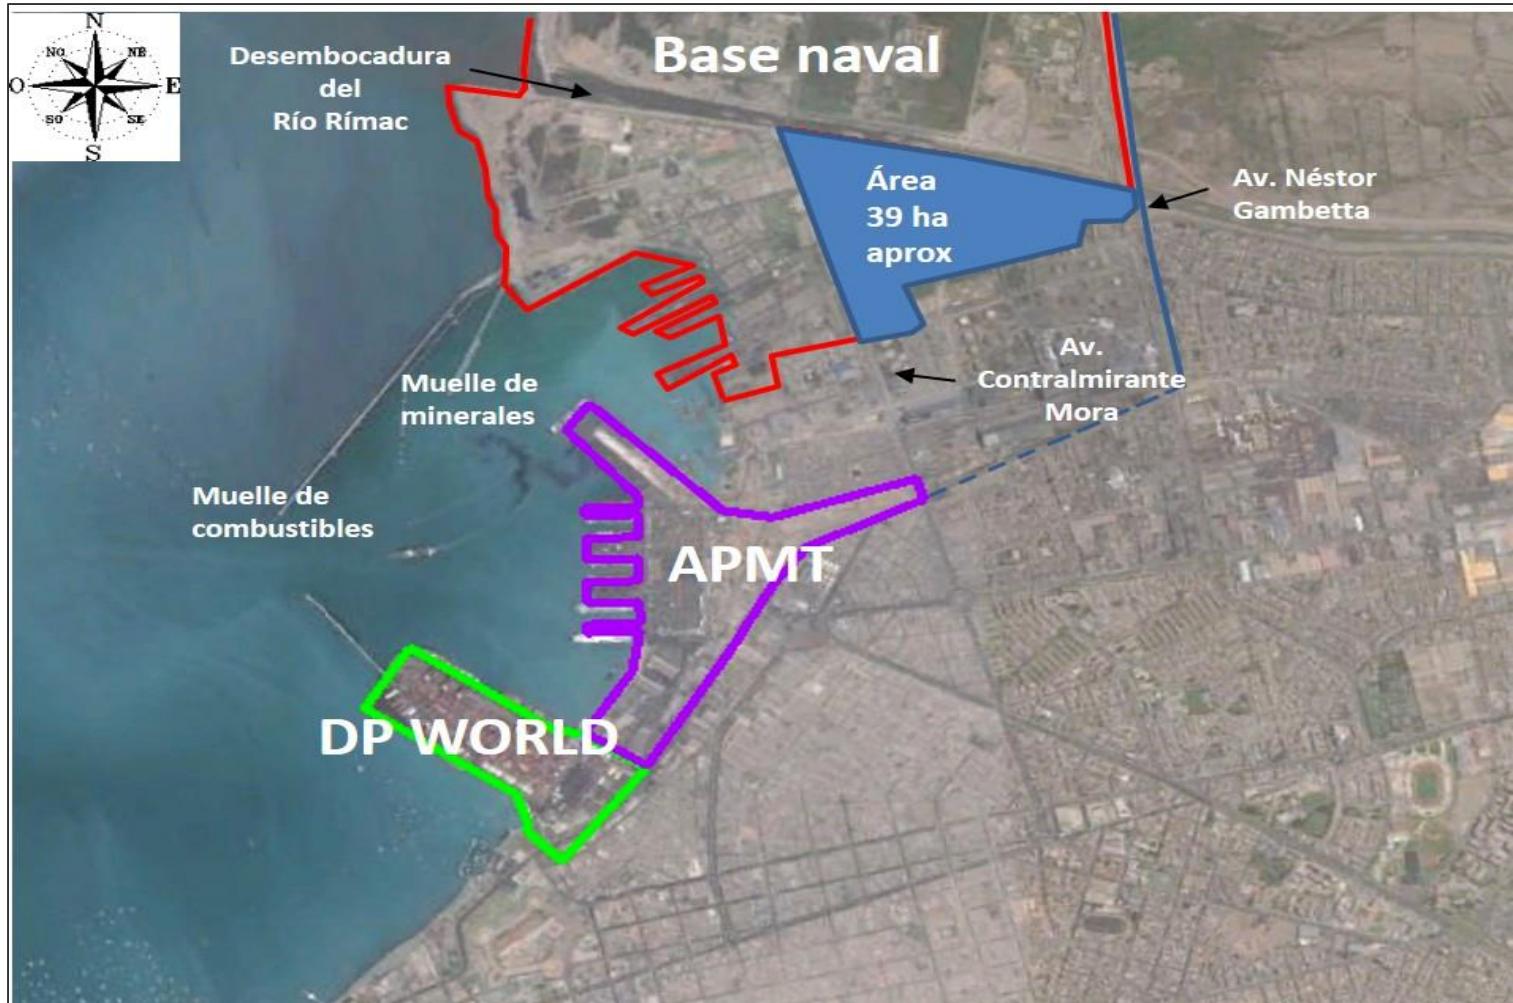 N
NO
NE
O
E
SO
SE
S
Desembocadura
del
Río Rímac
Base naval
Área
39 ha
aprox
Av. Néstor
Gambetta
Av.
Contralmirante
Mora
Muelle de
minerales
Muelle de
combustibles
APMT
DP WORLD